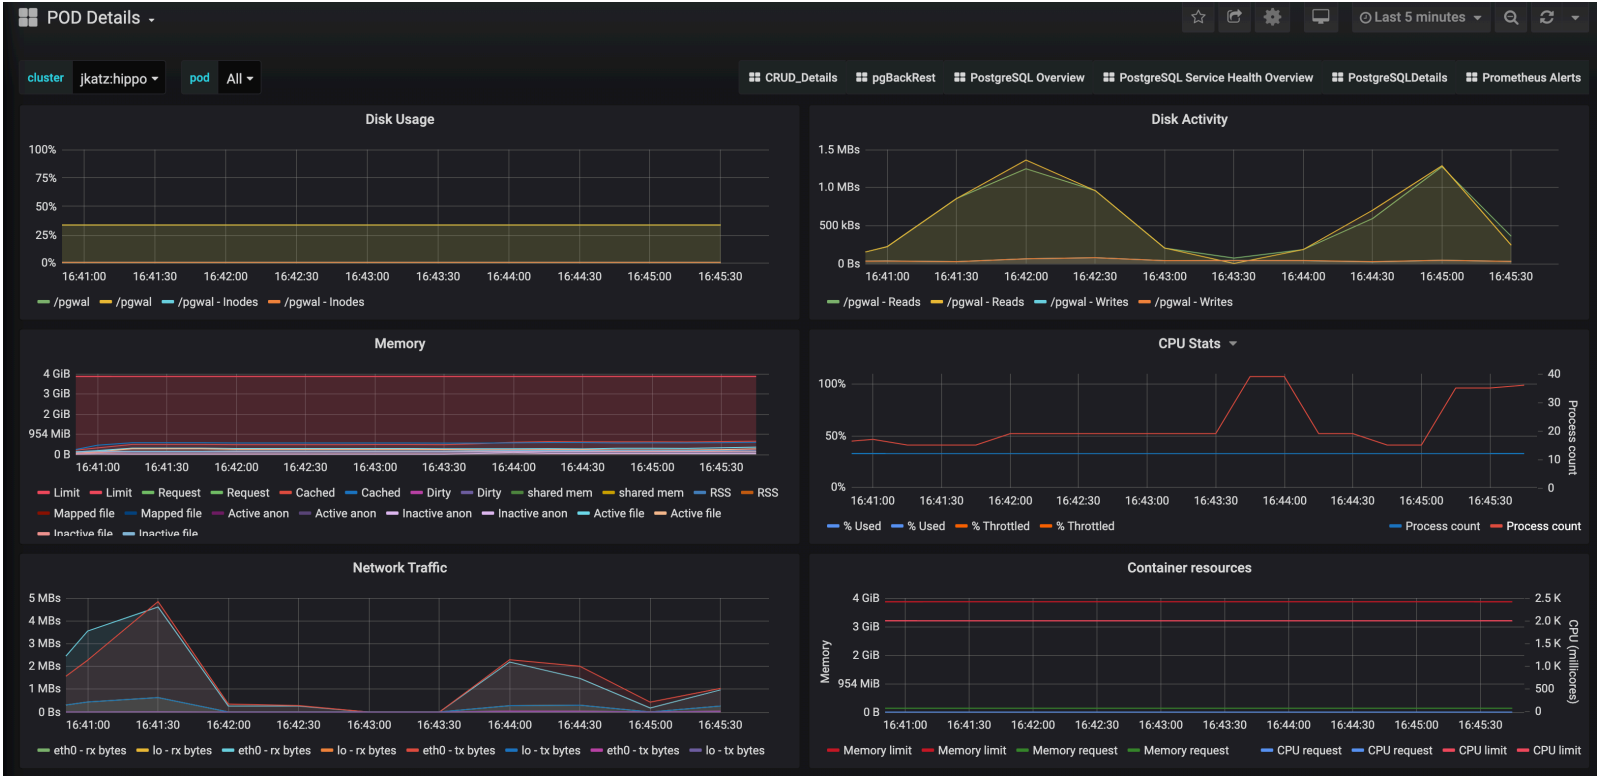 POD Details
Last 5 minutes
cluster jkatz:hippo pod All
CRUD_Details pgBackRest PostgreSQL Overview PostgreSQL Service Health Overview PostgreSQLDetails Prometheus Alerts
Disk Usage
100%
75%
50%
25%
0%
16:41:00 16:41:30 16:42:00 16:42:30 16:43:00 16:43:30 16:44:00 16:44:30 16:45:00 16:45:30
/pgwal /pgwal /pgwal - Inodes /pgwal - Inodes
Disk Activity
1.5 MBs
1.0 MBs
500 kBs
0 Bs
16:41:00 16:41:30 16:42:00 16:42:30 16:43:00 16:43:30 16:44:00 16:44:30 16:45:00 16:45:30
/pgwal - Reads /pgwal - Reads /pgwal - Writes /pgwal - Writes
Memory
4 GiB
3 GiB
2 GiB
954 MiB
0 B
16:41:00 16:41:30 16:42:00 16:42:30 16:43:00 16:43:30 16:44:00 16:44:30 16:45:00 16:45:30
Limit Limit Request Request Cached Cached Dirty Dirty shared mem shared mem RSS RSS
Mapped file Mapped file Active anon Active anon Inactive anon Inactive anon Active file Active file
Inactive file Inactive file
CPU Stats
100%
50%
0%
40
30
20
10
0
Process count
16:41:00 16:41:30 16:42:00 16:42:30 16:43:00 16:43:30 16:44:00 16:44:30 16:45:00 16:45:30
% Used % Used % Throttled % Throttled Process count Process count
Network Traffic
5 MBs
4 MBs
3 MBs
2 MBs
1 MBs
0 Bs
16:41:00 16:41:30 16:42:00 16:42:30 16:43:00 16:43:30 16:44:00 16:44:30 16:45:00 16:45:30
eth0 - rx bytes lo - rx bytes eth0 - rx bytes lo - rx bytes eth0 - tx bytes lo - tx bytes eth0 - tx bytes lo - tx bytes
Container resources
Memory
4 GiB
3 GiB
2 GiB
954 MiB
0 B
2.5 K
2.0 K
1.5 K
1.0 K
500
0
CPU (millicores)
16:41:00 16:41:30 16:42:00 16:42:30 16:43:00 16:43:30 16:44:00 16:44:30 16:45:00 16:45:30
Memory limit Memory limit Memory request Memory request CPU request CPU request CPU limit CPU limit